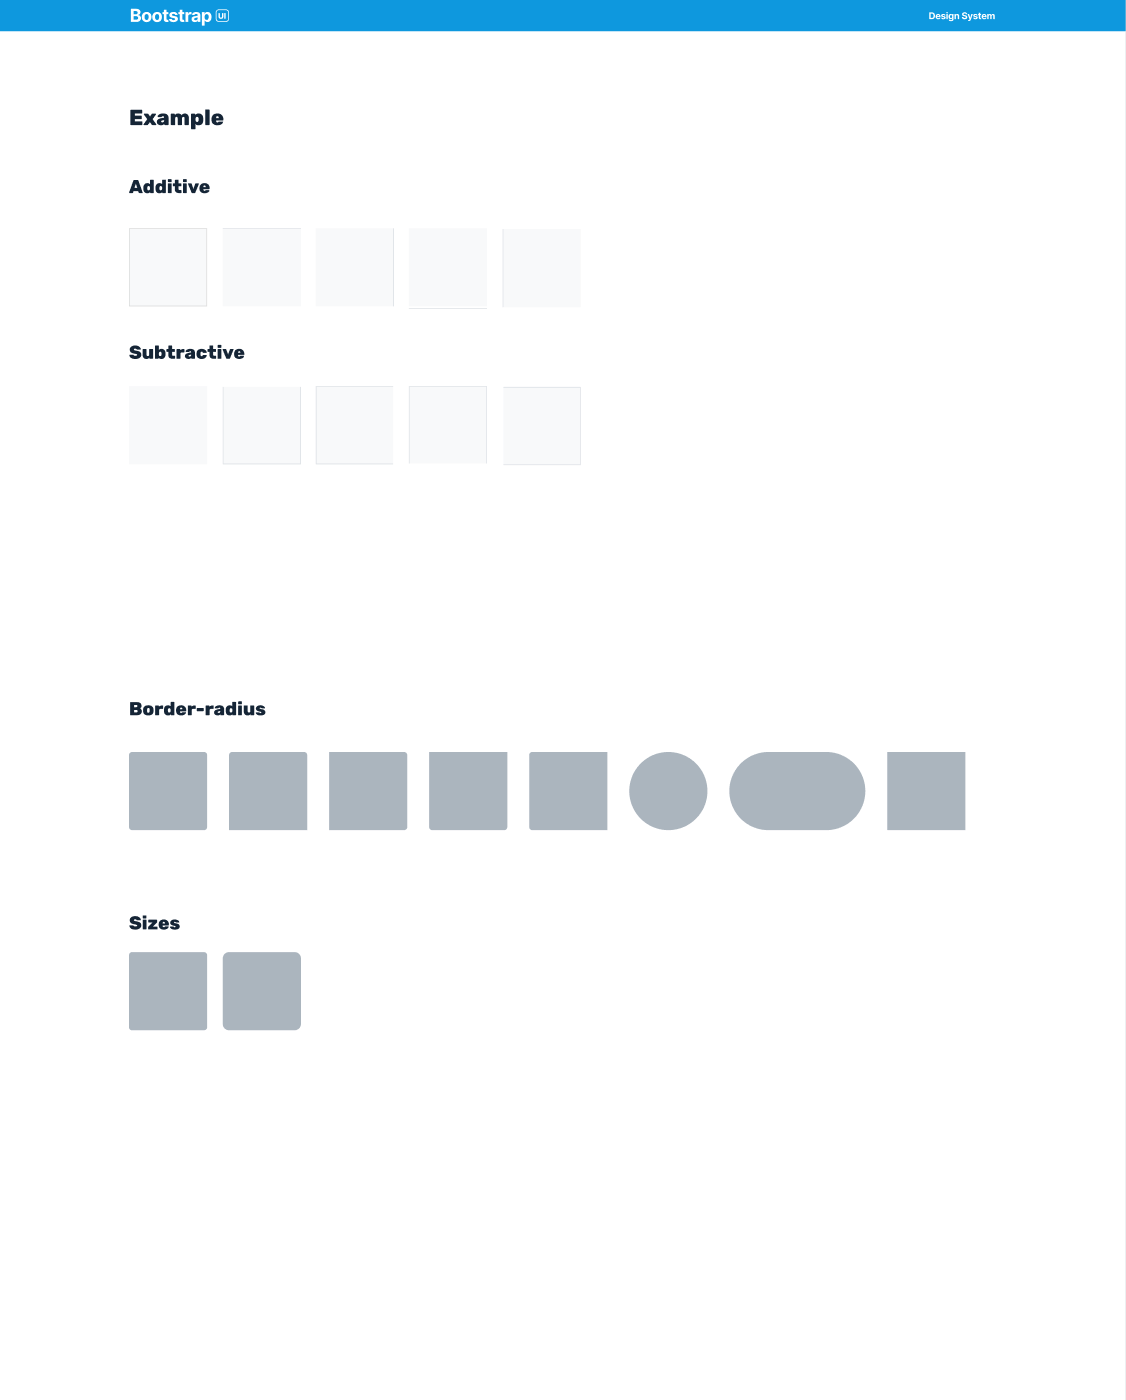 Bootstrap UI
Design System
Example
Additive
Subtractive
Border-radius
Sizes